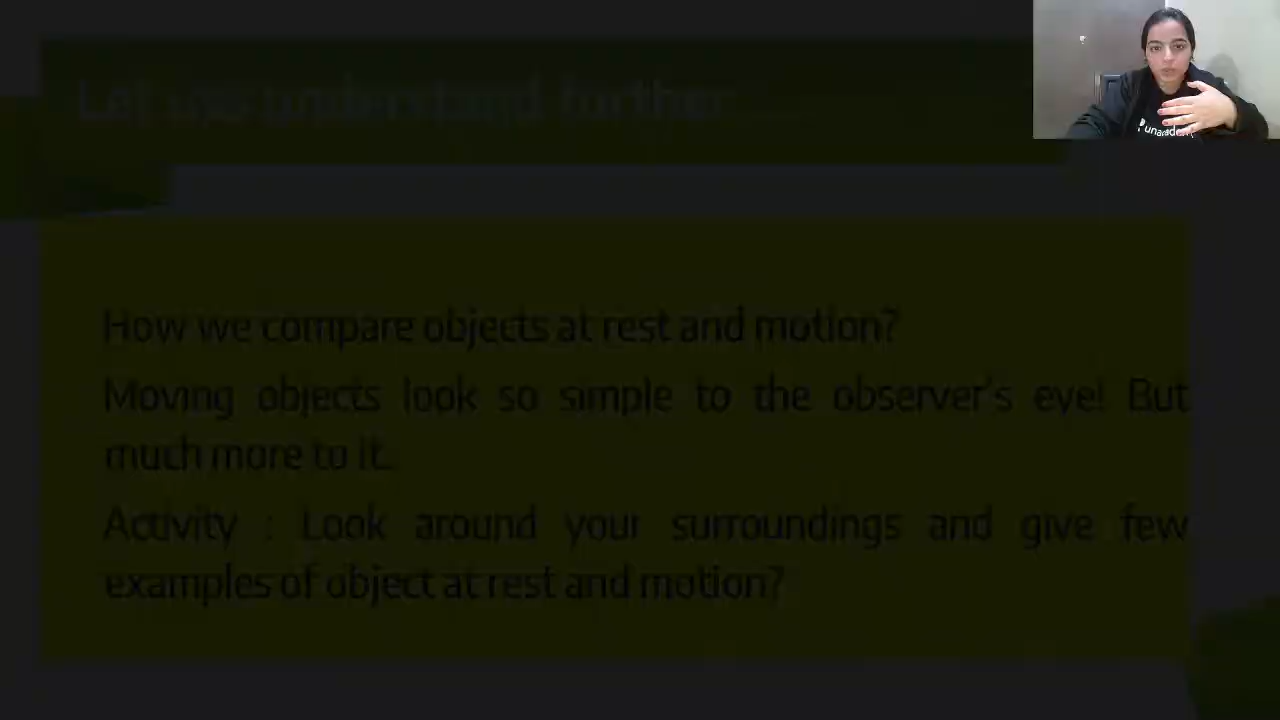 Let us understand further
How we compare objects at rest and motion?
Moving objects look so simple to the observer's eye! But
much more to it.
Activity : Look around your surroundings and give few
examples of object at rest and motion?